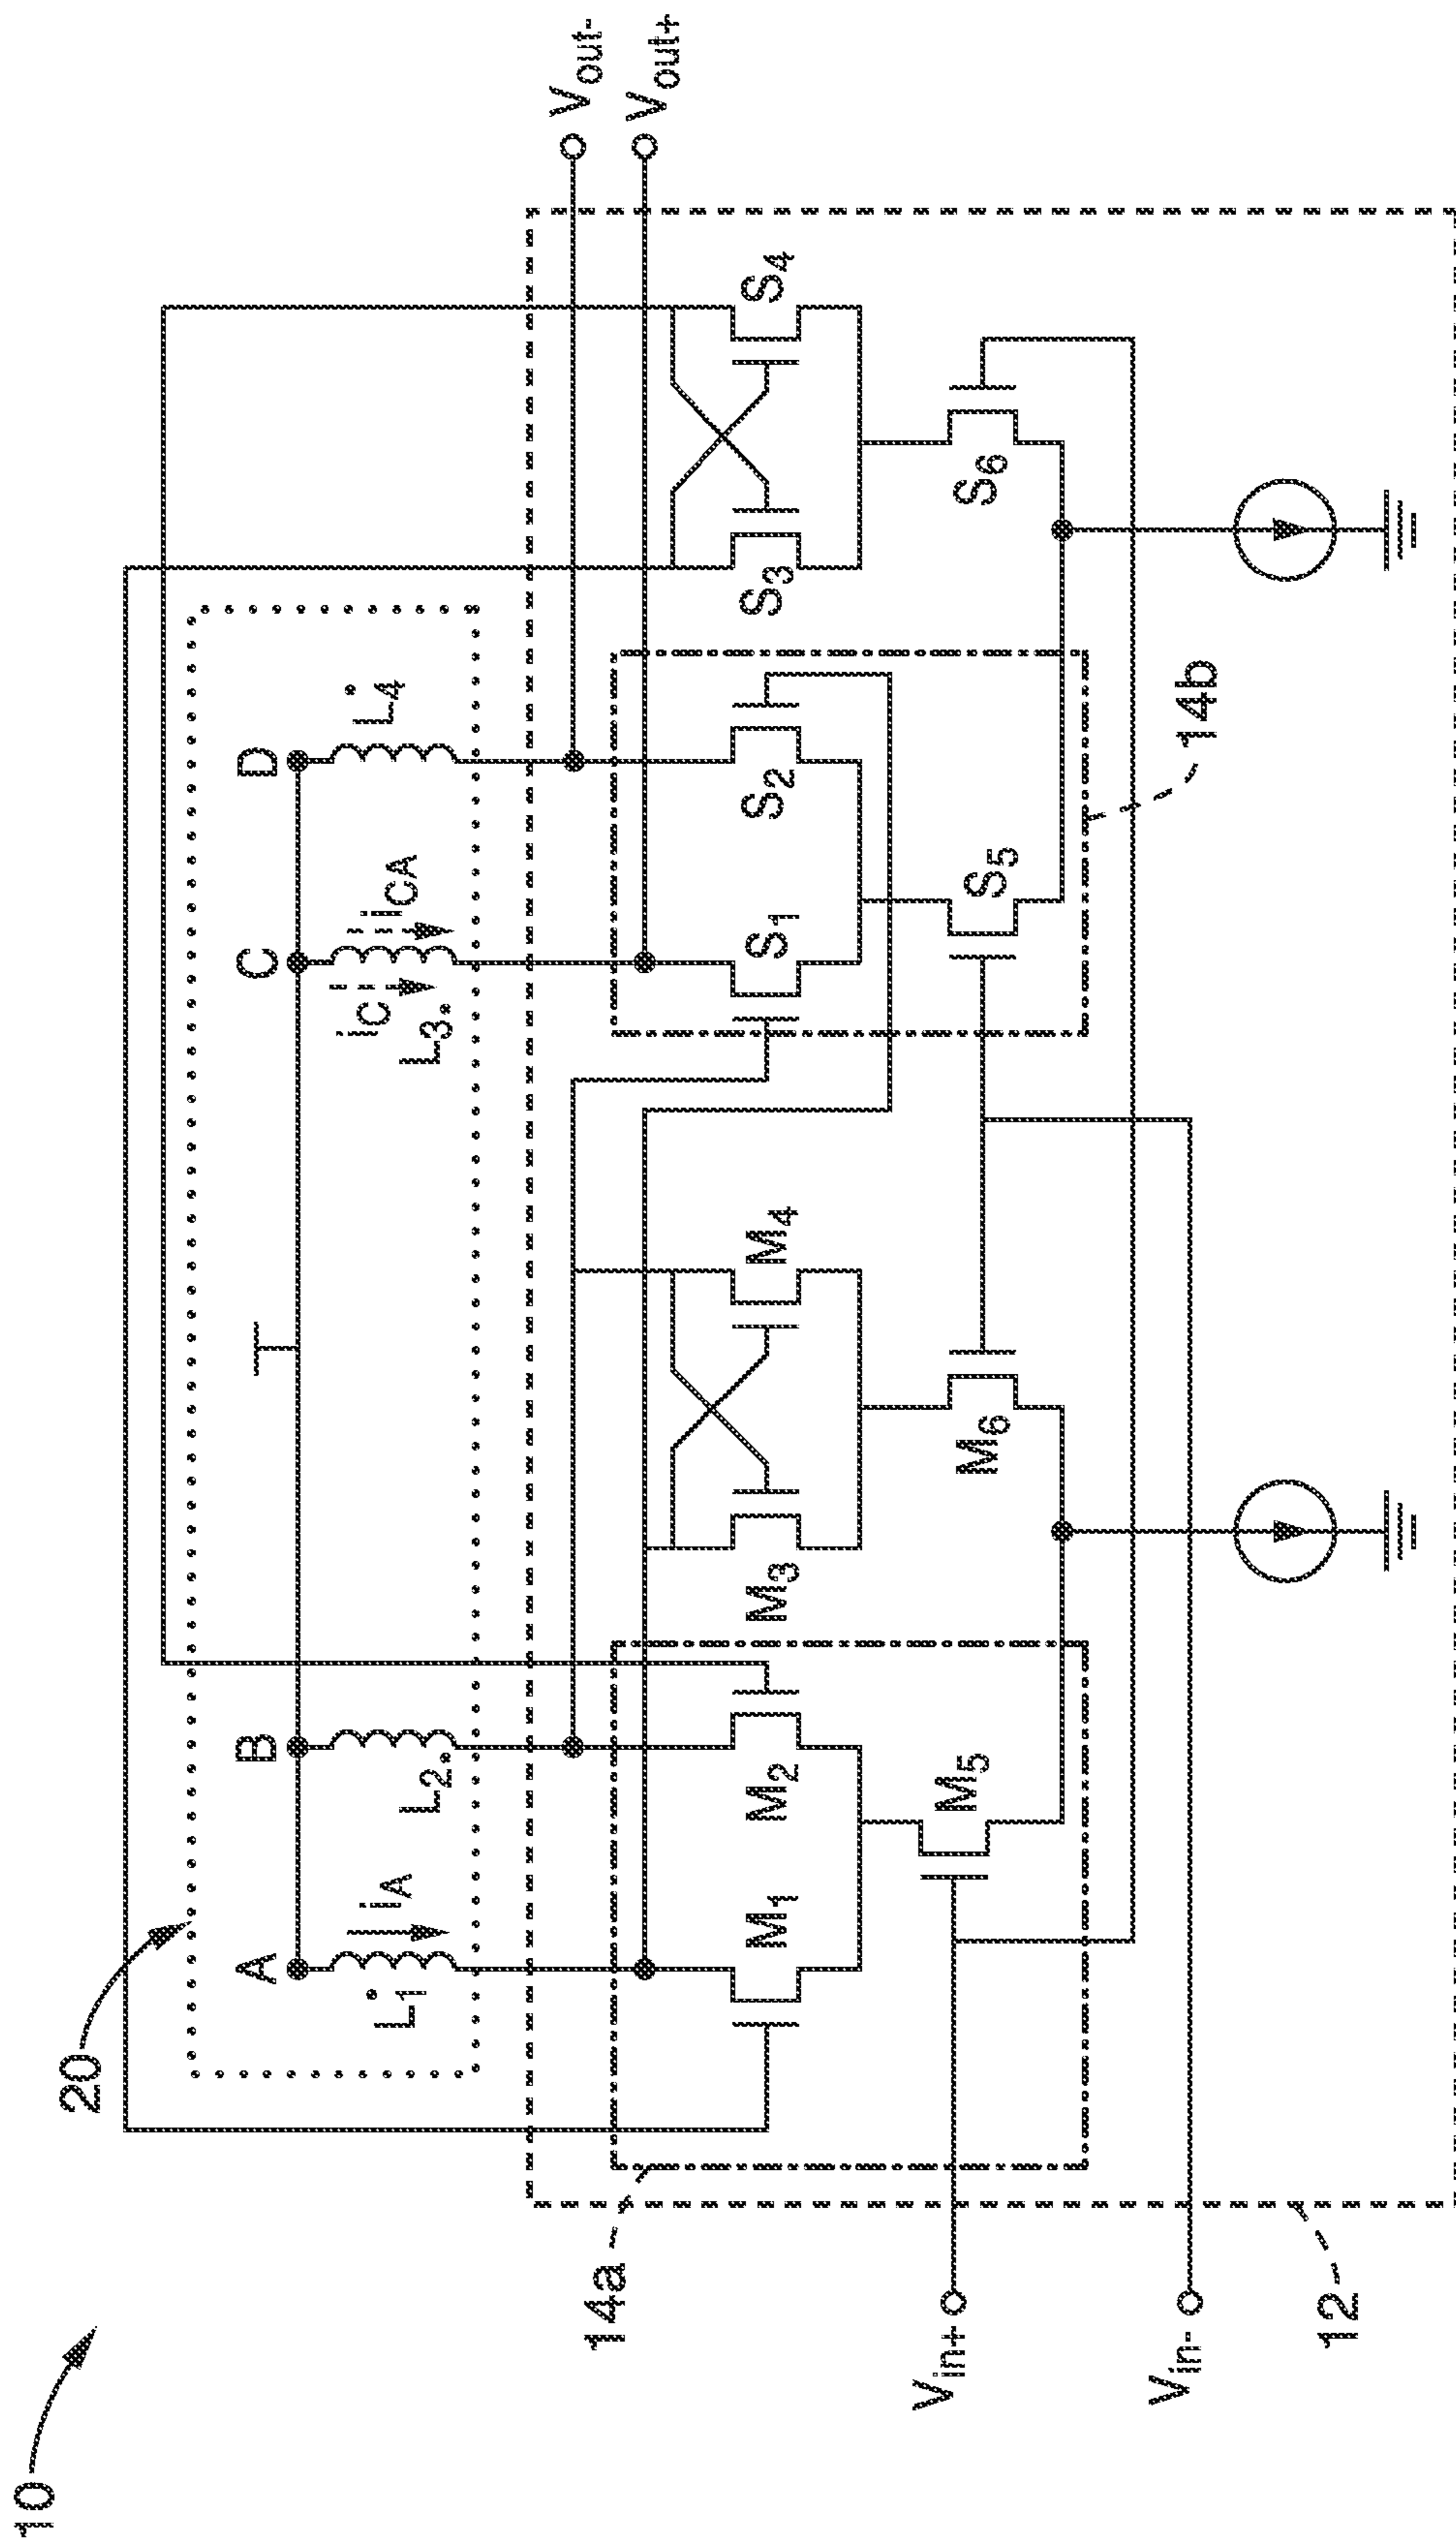 10
20
A
B
C
D
L1
iA
L2
iC
L3
iCA
L4
Vout-
Vout+
14a
M1
M2
M3
M4
S1
S2
S3
S4
Vin+
M5
M6
S5
S6
Vin-
14b
12